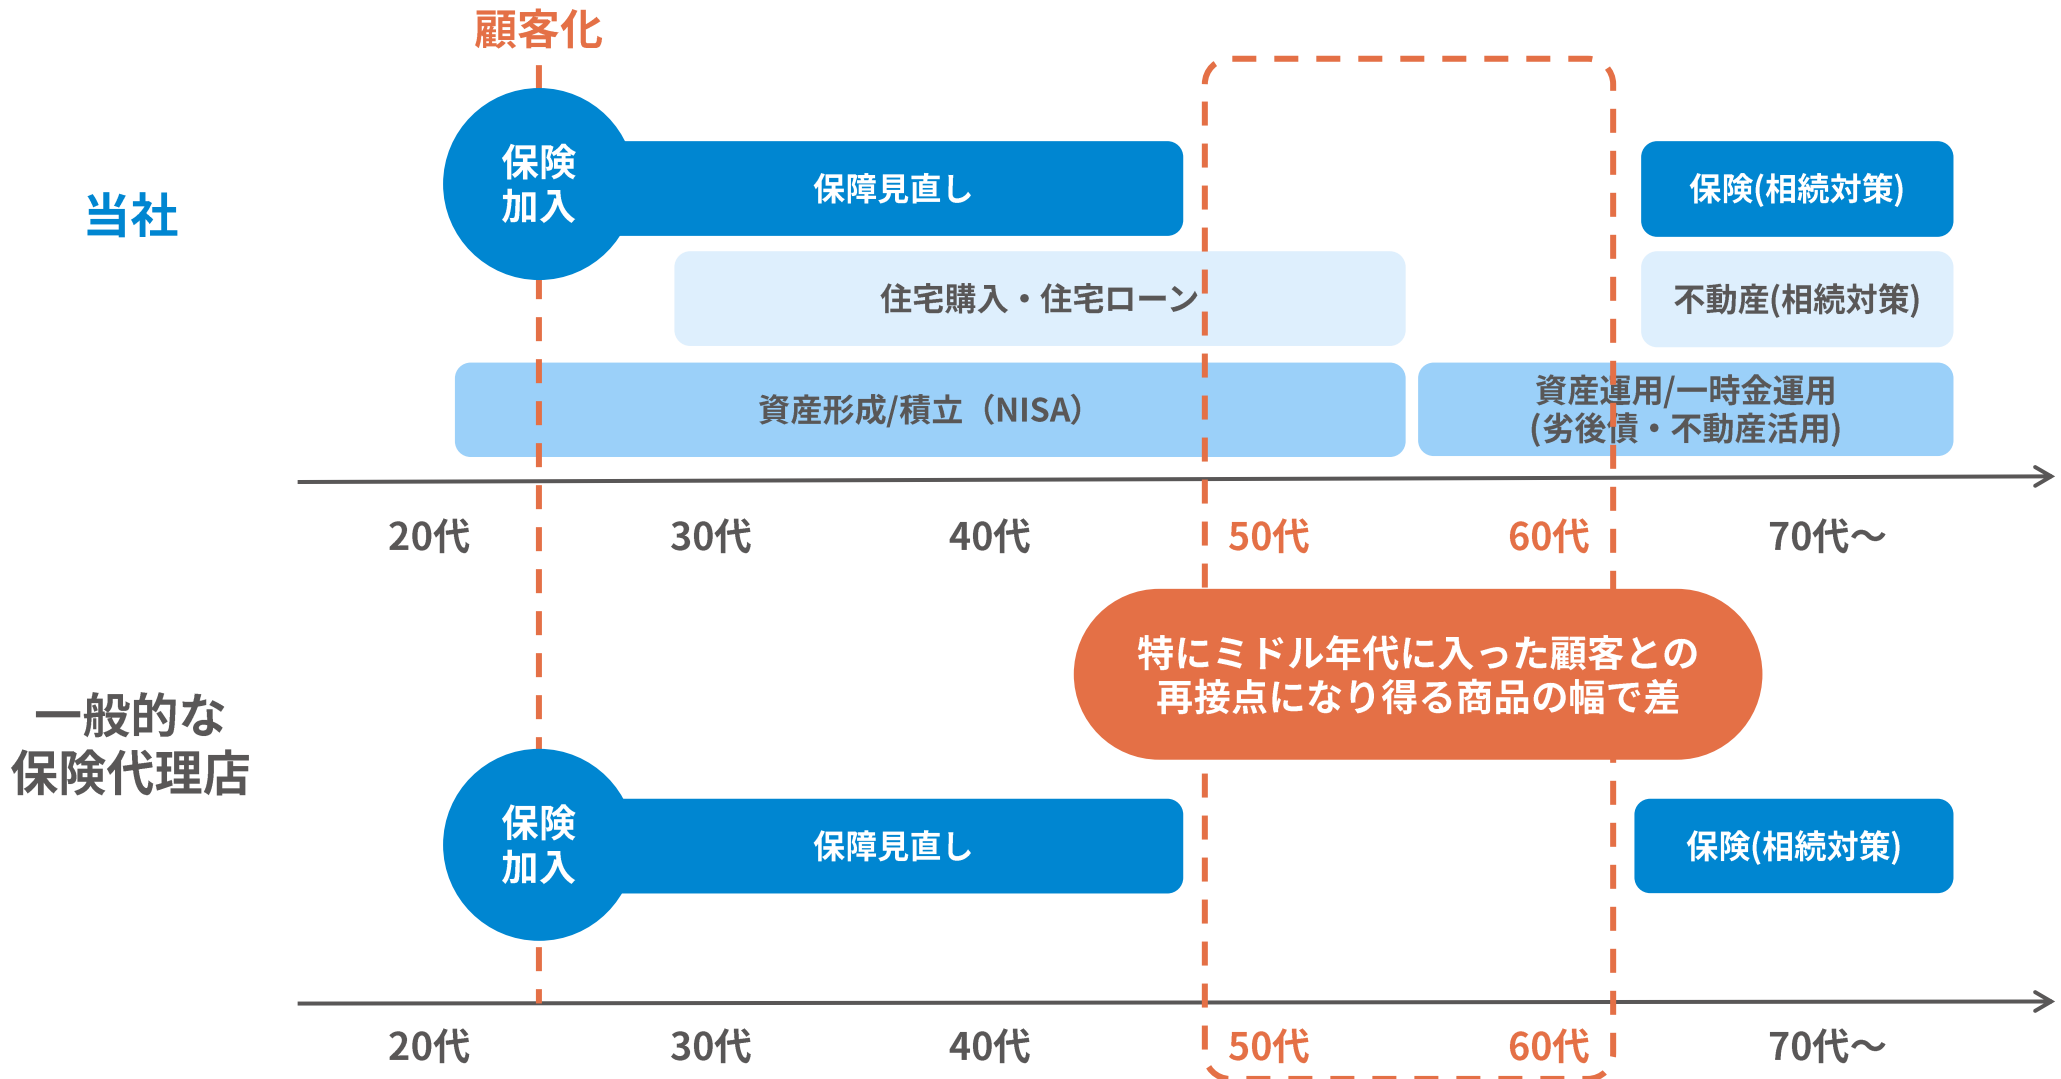 顧客化
当社
保険
加入
保障見直し
保険(相続対策)
住宅購入・住宅ローン
不動産(相続対策)
資産形成/積立（NISA）
資産運用/一時金運用
(劣後債・不動産活用)
20代
30代
40代
50代
60代
70代～
特にミドル年代に入った顧客との
再接点になり得る商品の幅で差
一般的な
保険代理店
保険
加入
保障見直し
保険(相続対策)
20代
30代
40代
50代
60代
70代～